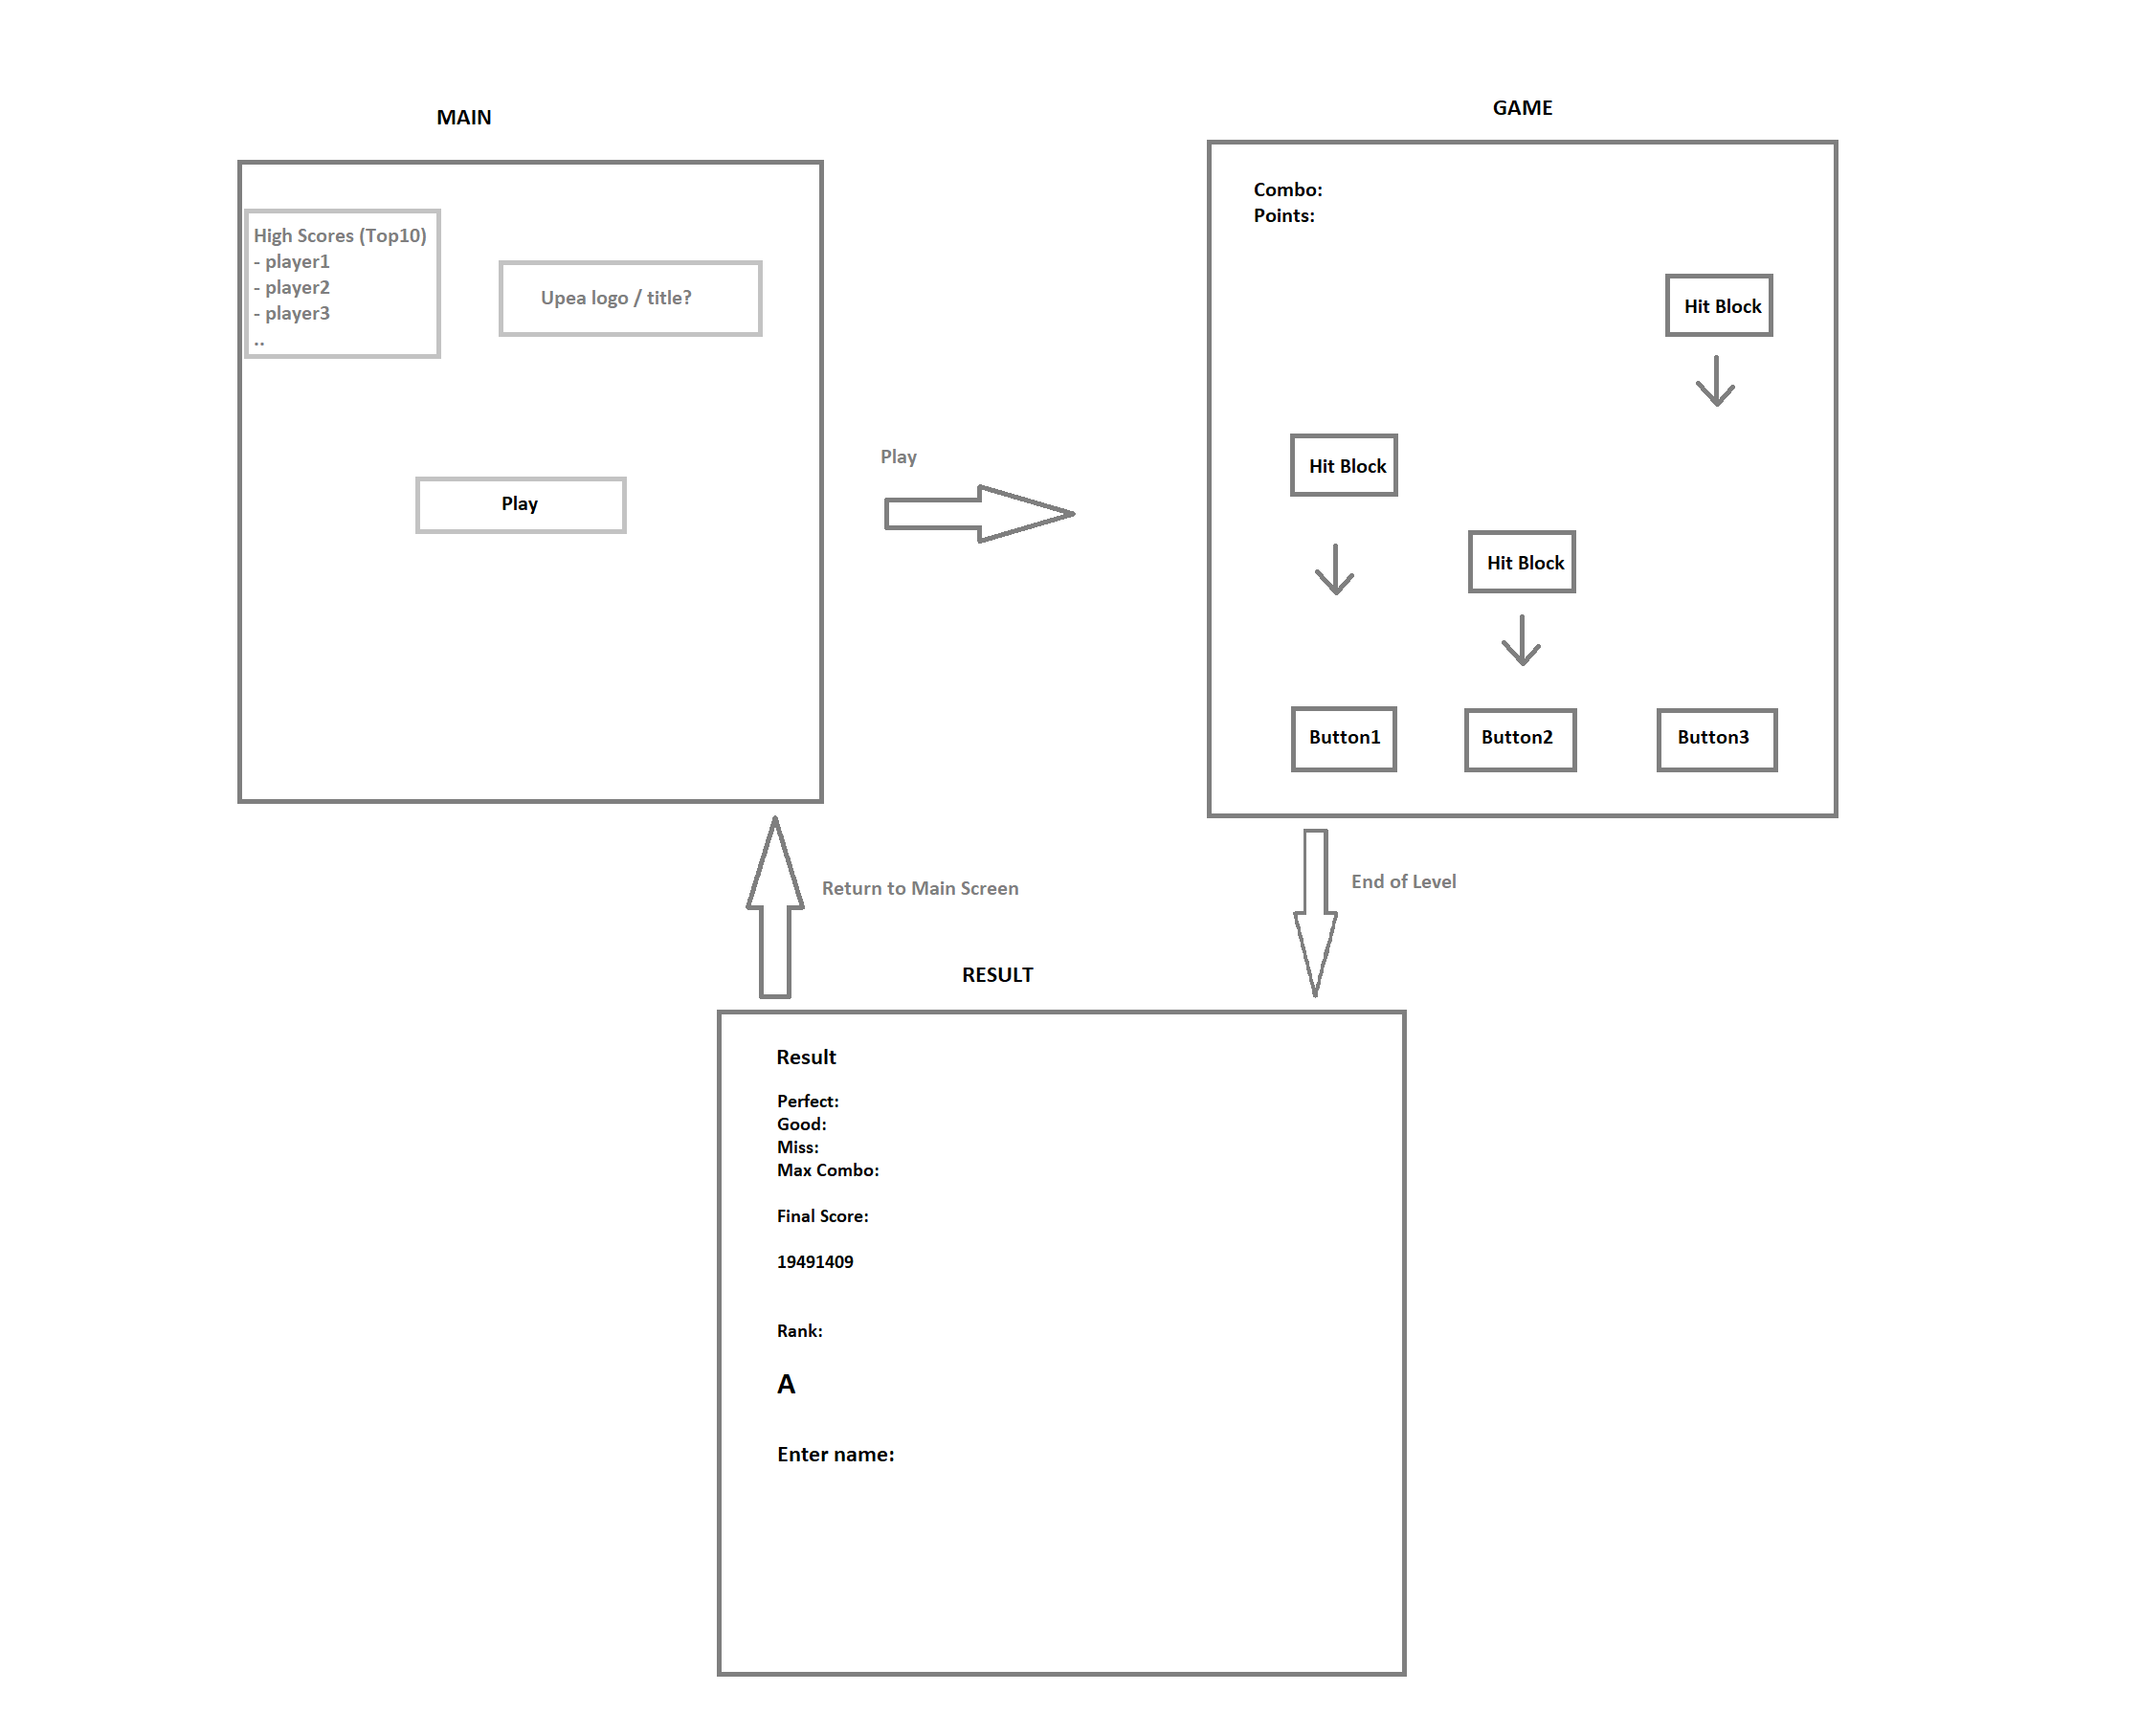 MAIN
High Scores (Top10)
- player1
- player2
- player3
..
Upea logo / title?
Play
Play
GAME
Combo:
Points:
Hit Block
Hit Block
Hit Block
Button1
Button2
Button3
Return to Main Screen
End of Level
RESULT
Result
Perfect:
Good:
Miss:
Max Combo:
Final Score:
19491409
Rank:
A
Enter name: